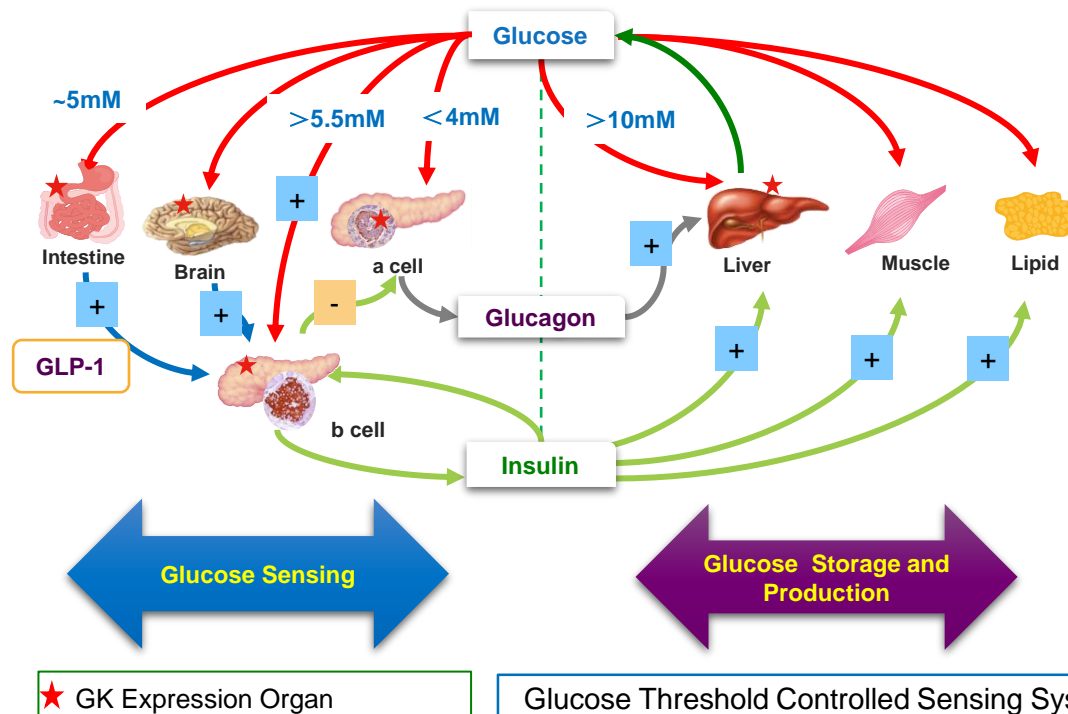 Glucose
~5mM
>5.5mM
<4mM
>10mM
+
+
Intestine
Brain
a cell
Liver
Muscle
Lipid
+
+
-
Glucagon
GLP-1
+
+
+
b cell
Insulin
Glucose Sensing
Glucose Storage and
Production
GK Expression Organ
Glucose Threshold Controlled Sensing Sys